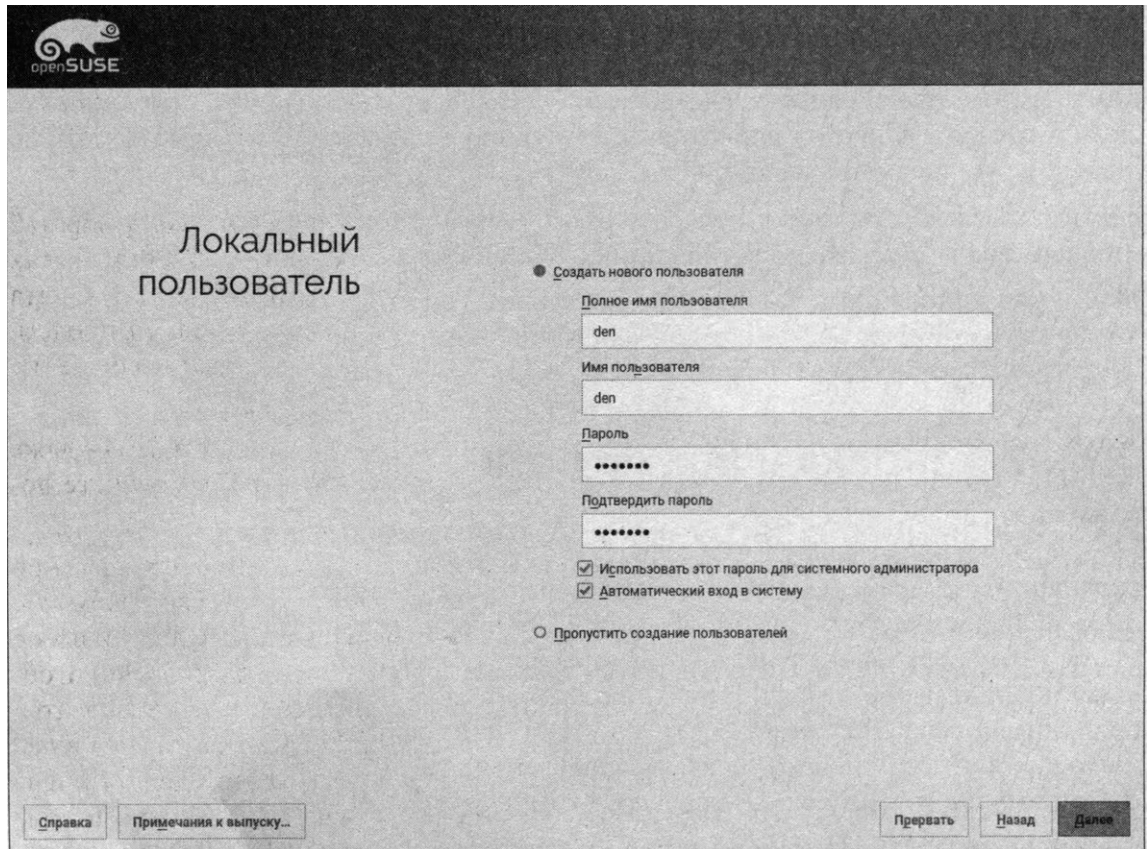 openSUSE
Локальный
пользователь
Создать нового пользователя
Полное имя пользователя
den
Имя пользователя
den
Пароль
•••••••
Подтвердить пароль
•••••••
Использовать этот пароль для системного администратора
Автоматический вход в систему
Пропустить создание пользователей
Справка
Примечания к выпуску...
Прервать
Назад
Далее